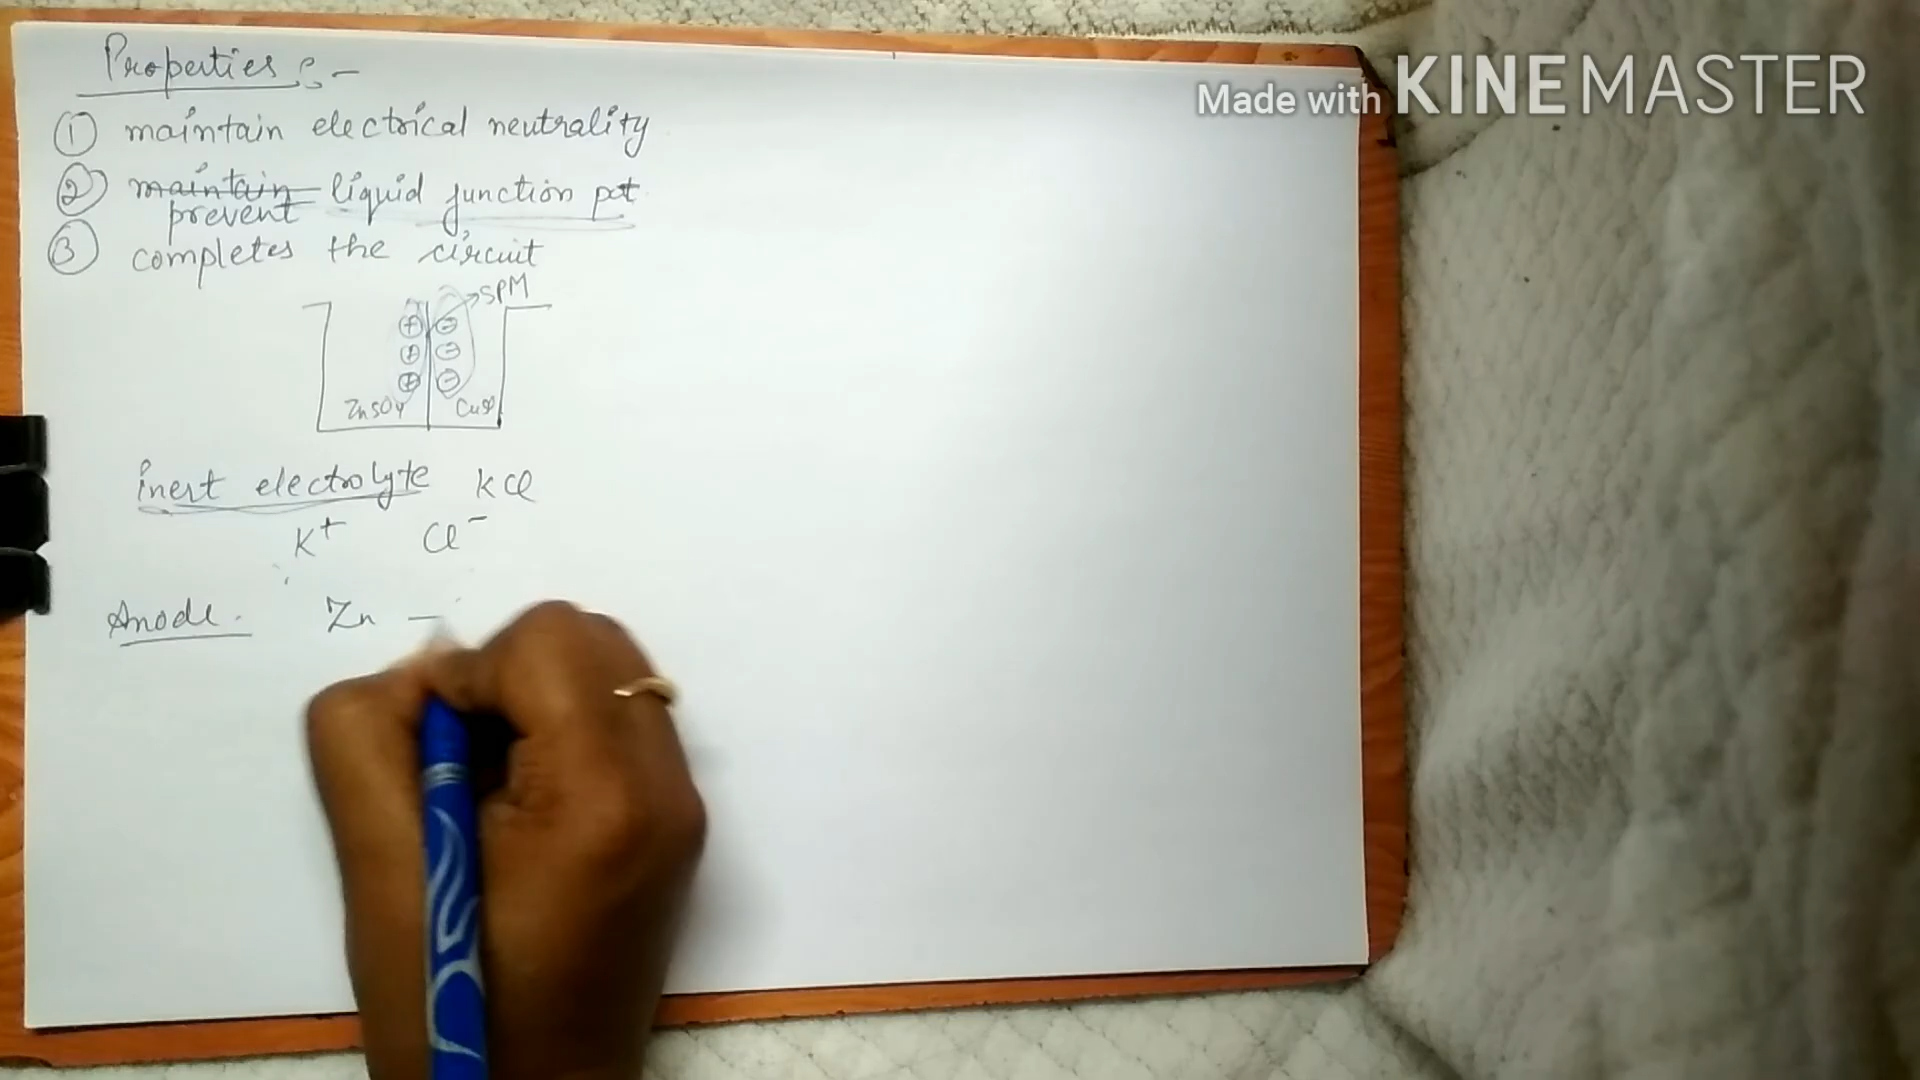 Made with KINEMASTER
Properties :-
① maintain electrical neutrality
② maintain liquid junction pot
prevent
③ completes the circuit
SPM
+ -
+ -
+ -
ZnSO4 CuSO
inert electrolyte KCl
K+ Cl-
Anode. Zn —